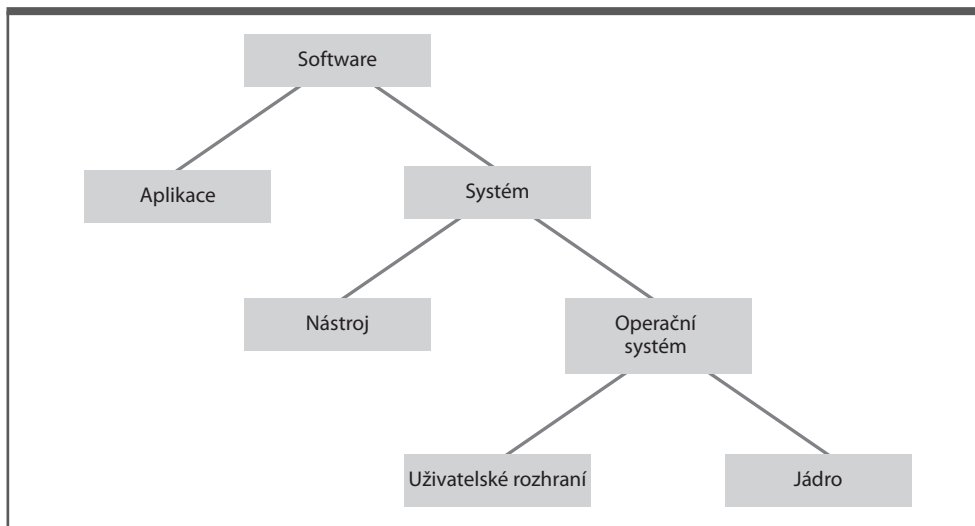 Software
Aplikace
Systém
Nástroj
Operační
systém
Uživatelské rozhraní
Jádro